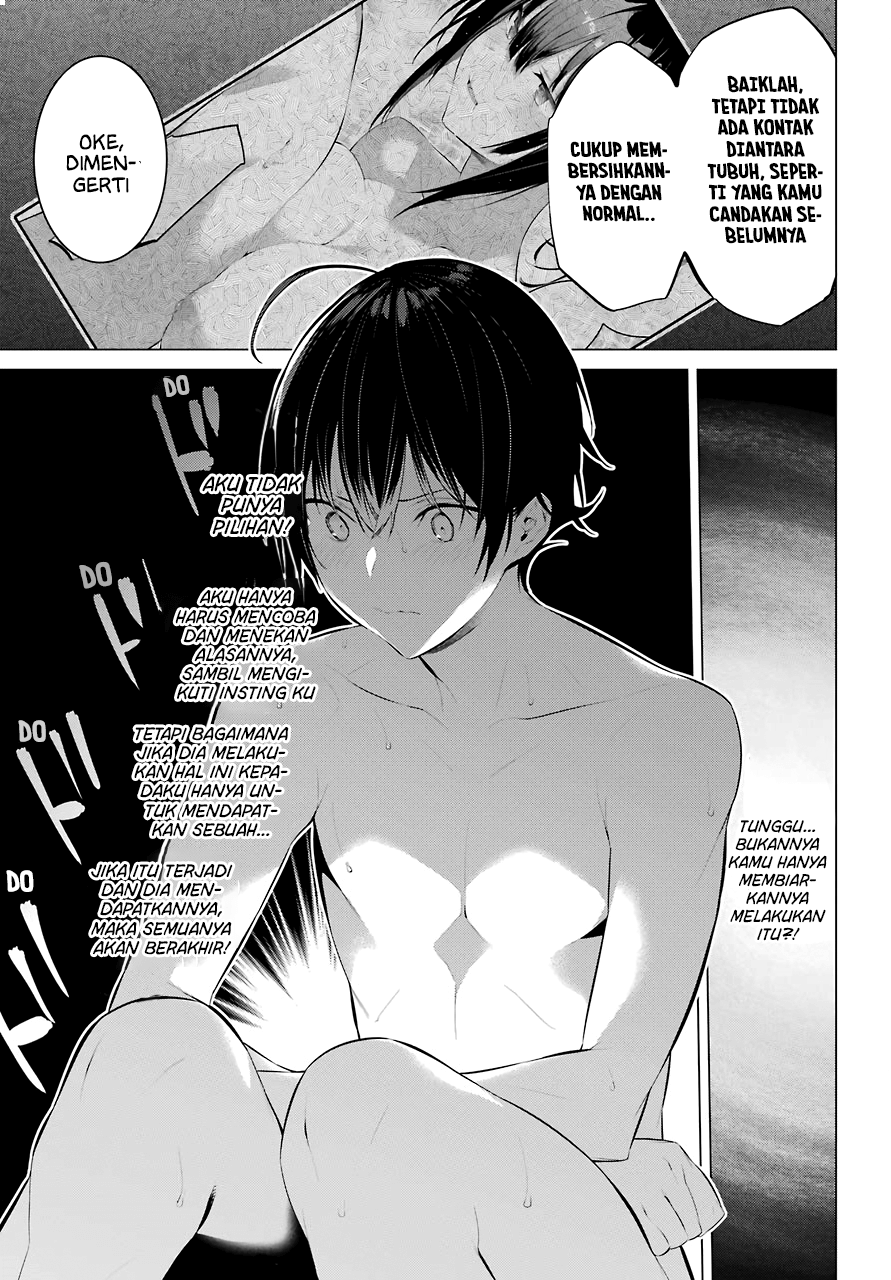 BAIKLAH,
TETAPI TIDAK
ADA KONTAK
DIANTARA
TUBUH, SEPER-
TI YANG KAMU
CANDAKAN SE-
BELUMNYA
CUKUP MEM-
BERSIHKANN-
YA DENGAN
NORMAL..
OKE,
DIMEN-
GERTI
DO
ド
AKU TIDAK
PUNYA
PILIHAN!
DO
ド
AKU HANYA
HARUS MENCOBA
DAN MENEKAN
ALASANNYA,
SAMBIL MENGI-
KUTI INSTING KU
DO
ド
TETAPI BAGAIMANA
JIKA DIA MELAKU-
KAN HAL INI KEPA-
DAKU HANYA UN-
TUK MENDAPAT-
KAN SEBUAH...
DO
ド
JIKA ITU TERJADI
DAN DIA MEN-
DAPATKANNYA,
MAKA SEMUANYA
AKAN BERAKHIR!
TUNGGU...
BUKANNYA
KAMU HANYA
MEMBIAR-
KANNYA
MELAKUKAN
ITU?!